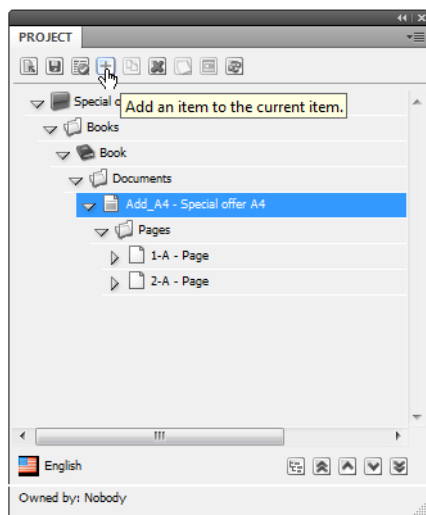 PROJECT
Special o
Add an item to the current item.
Books
Book
Documents
Add_A4 - Special offer A4
Pages
1-A - Page
2-A - Page
English
Owned by: Nobody